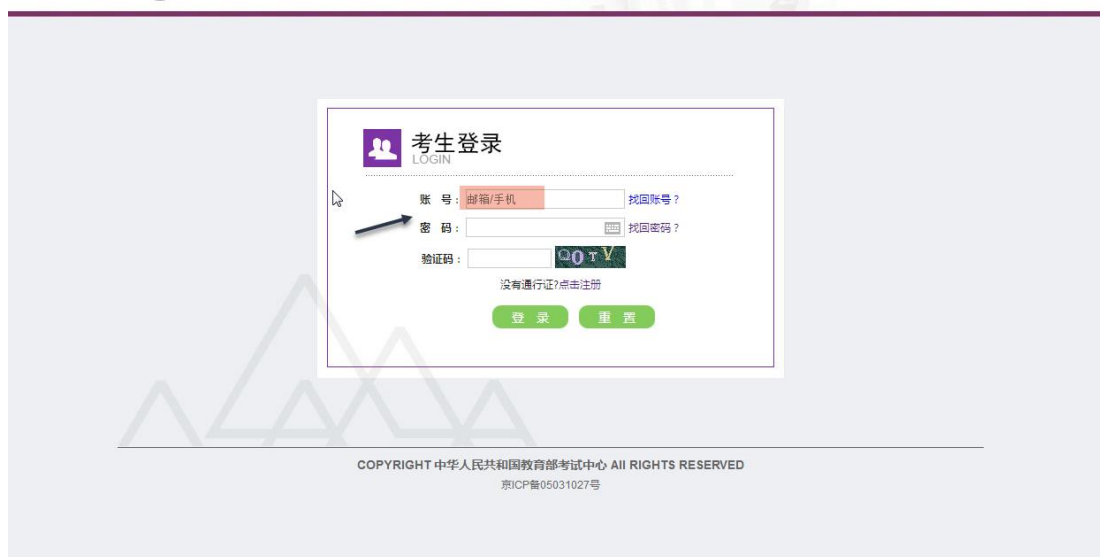 考生登录
LOGIN
账 号: 邮箱/手机 找回账号?
密 码: 找回密码?
验证码: QOTV
没有通行证?点击注册
登 录 重 置
COPYRIGHT 中华人民共和国教育部考试中心 All RIGHTS RESERVED
京ICP备05031027号